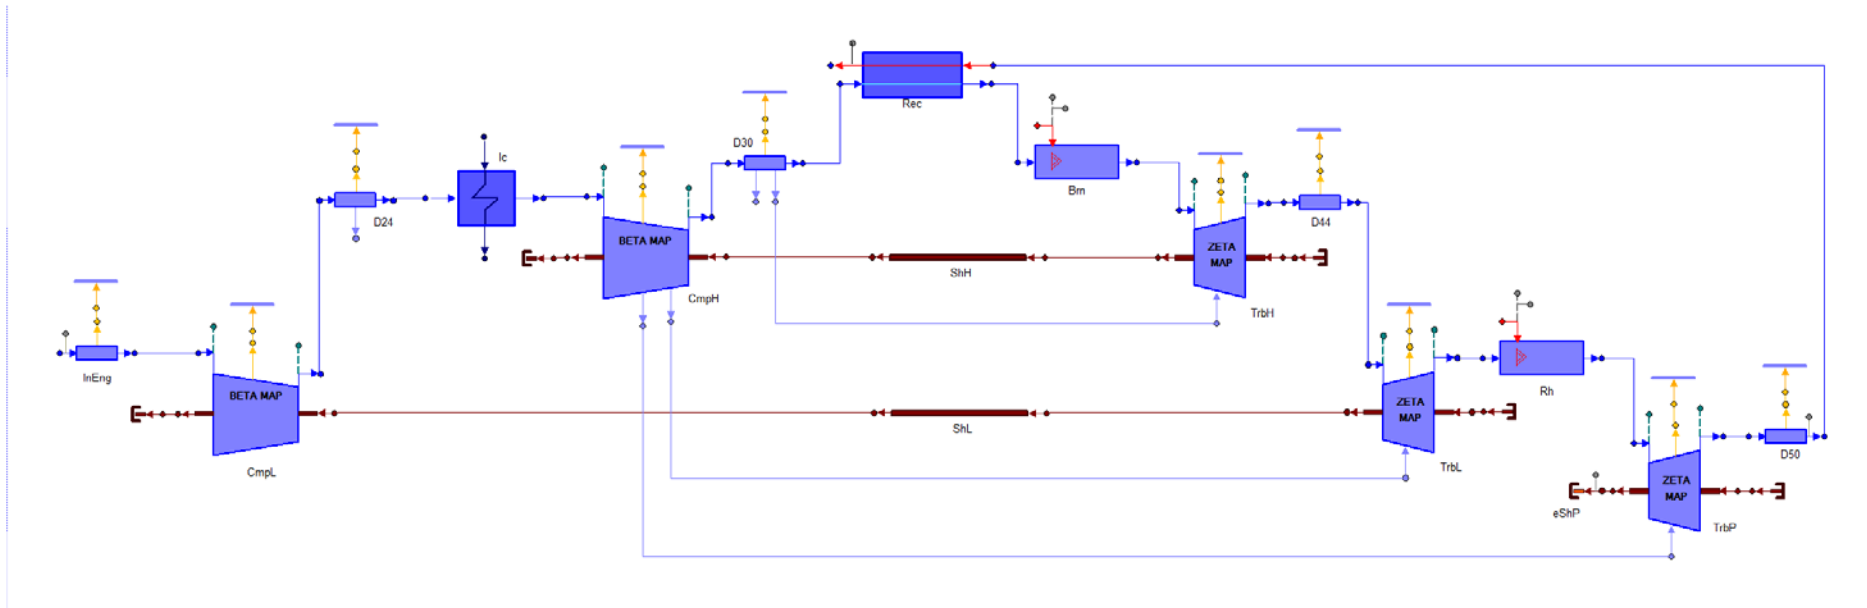 Rec
D30
Ic
Brn
D24
D44
BETA MAP
ZETA
MAP
ShH
CmpH
TrbH
InEng
BETA MAP
ZETA
MAP
Rh
ShL
CmpL
TrbL
D50
ZETA
MAP
eShP
TrbP